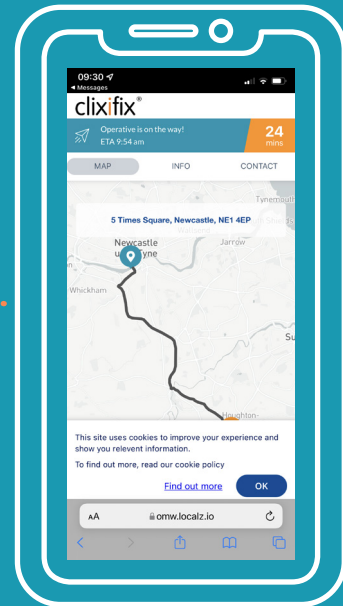 09:30
Messages
clixifix®
Operative is on the way!
ETA 9:54 am
24
mins
MAP INFO CONTACT
Tynemouth
5 Times Square, Newcastle, NE1 4EP
Newcastle
Jarrow
Whickham
Houghton-
This site uses cookies to improve your experience and
show you relevent information.
To find out more, read our cookie policy
Find out more OK
AA omw.localz.io